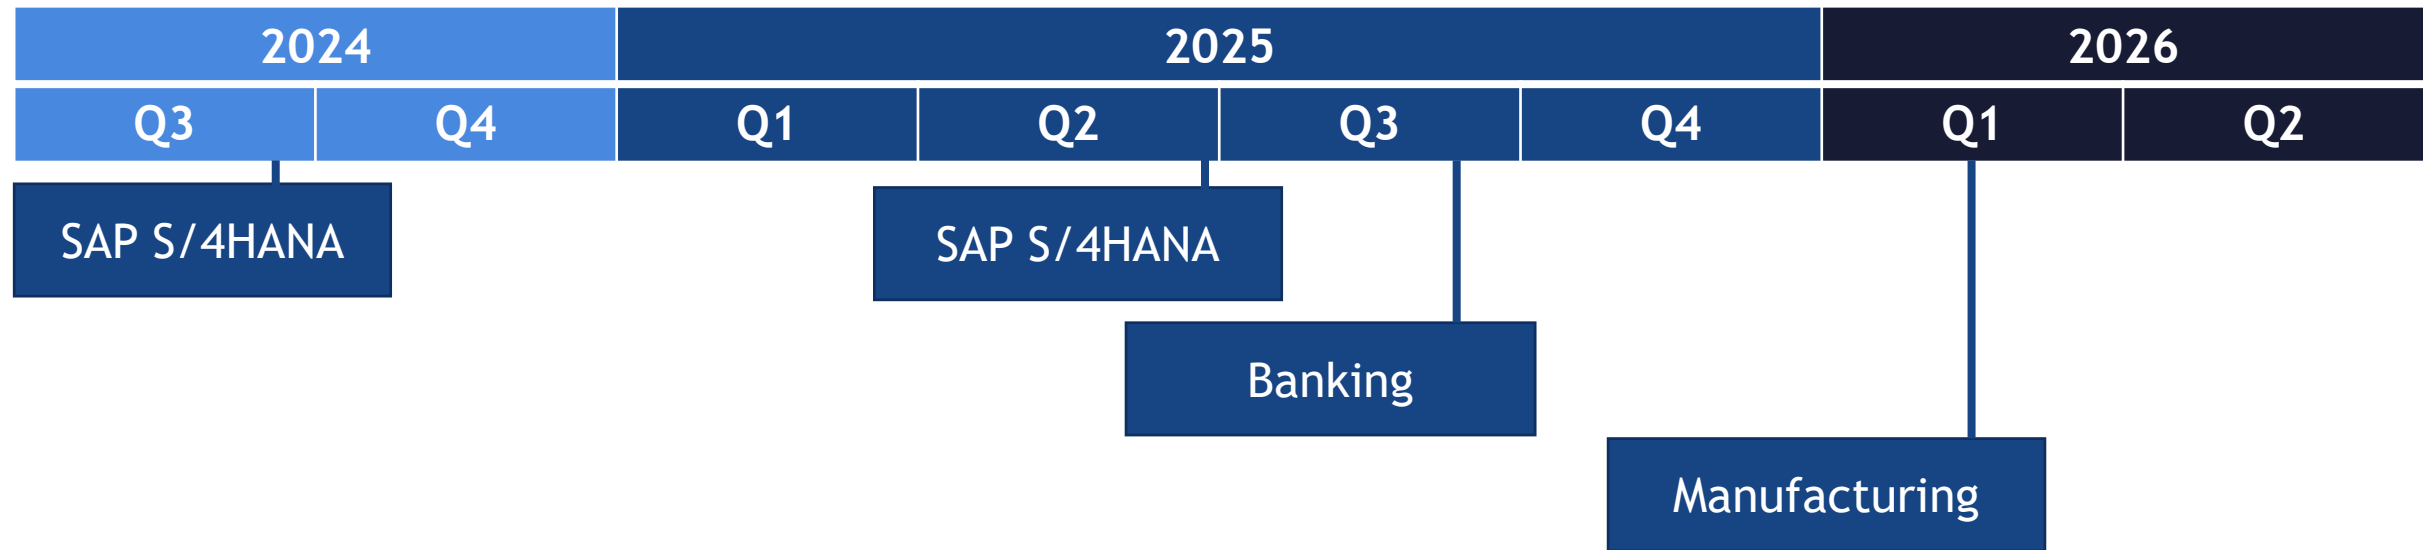 2024 2025 2026
Q3 Q4 Q1 Q2 Q3 Q4 Q1 Q2
SAP S/4HANA
SAP S/4HANA
Banking
Manufacturing